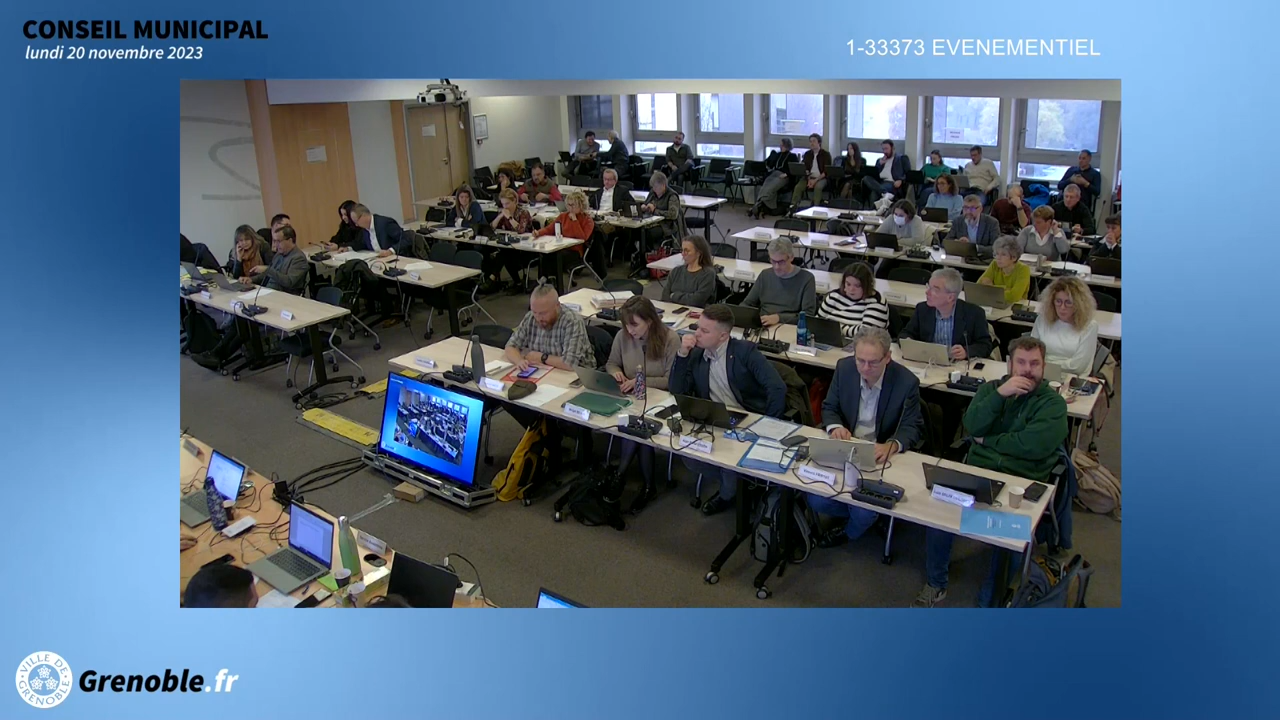 CONSEIL MUNICIPAL
lundi 20 novembre 2023
1-33373 EVENEMENTIEL
VILLE DE GRENOBLE
Grenoble.fr